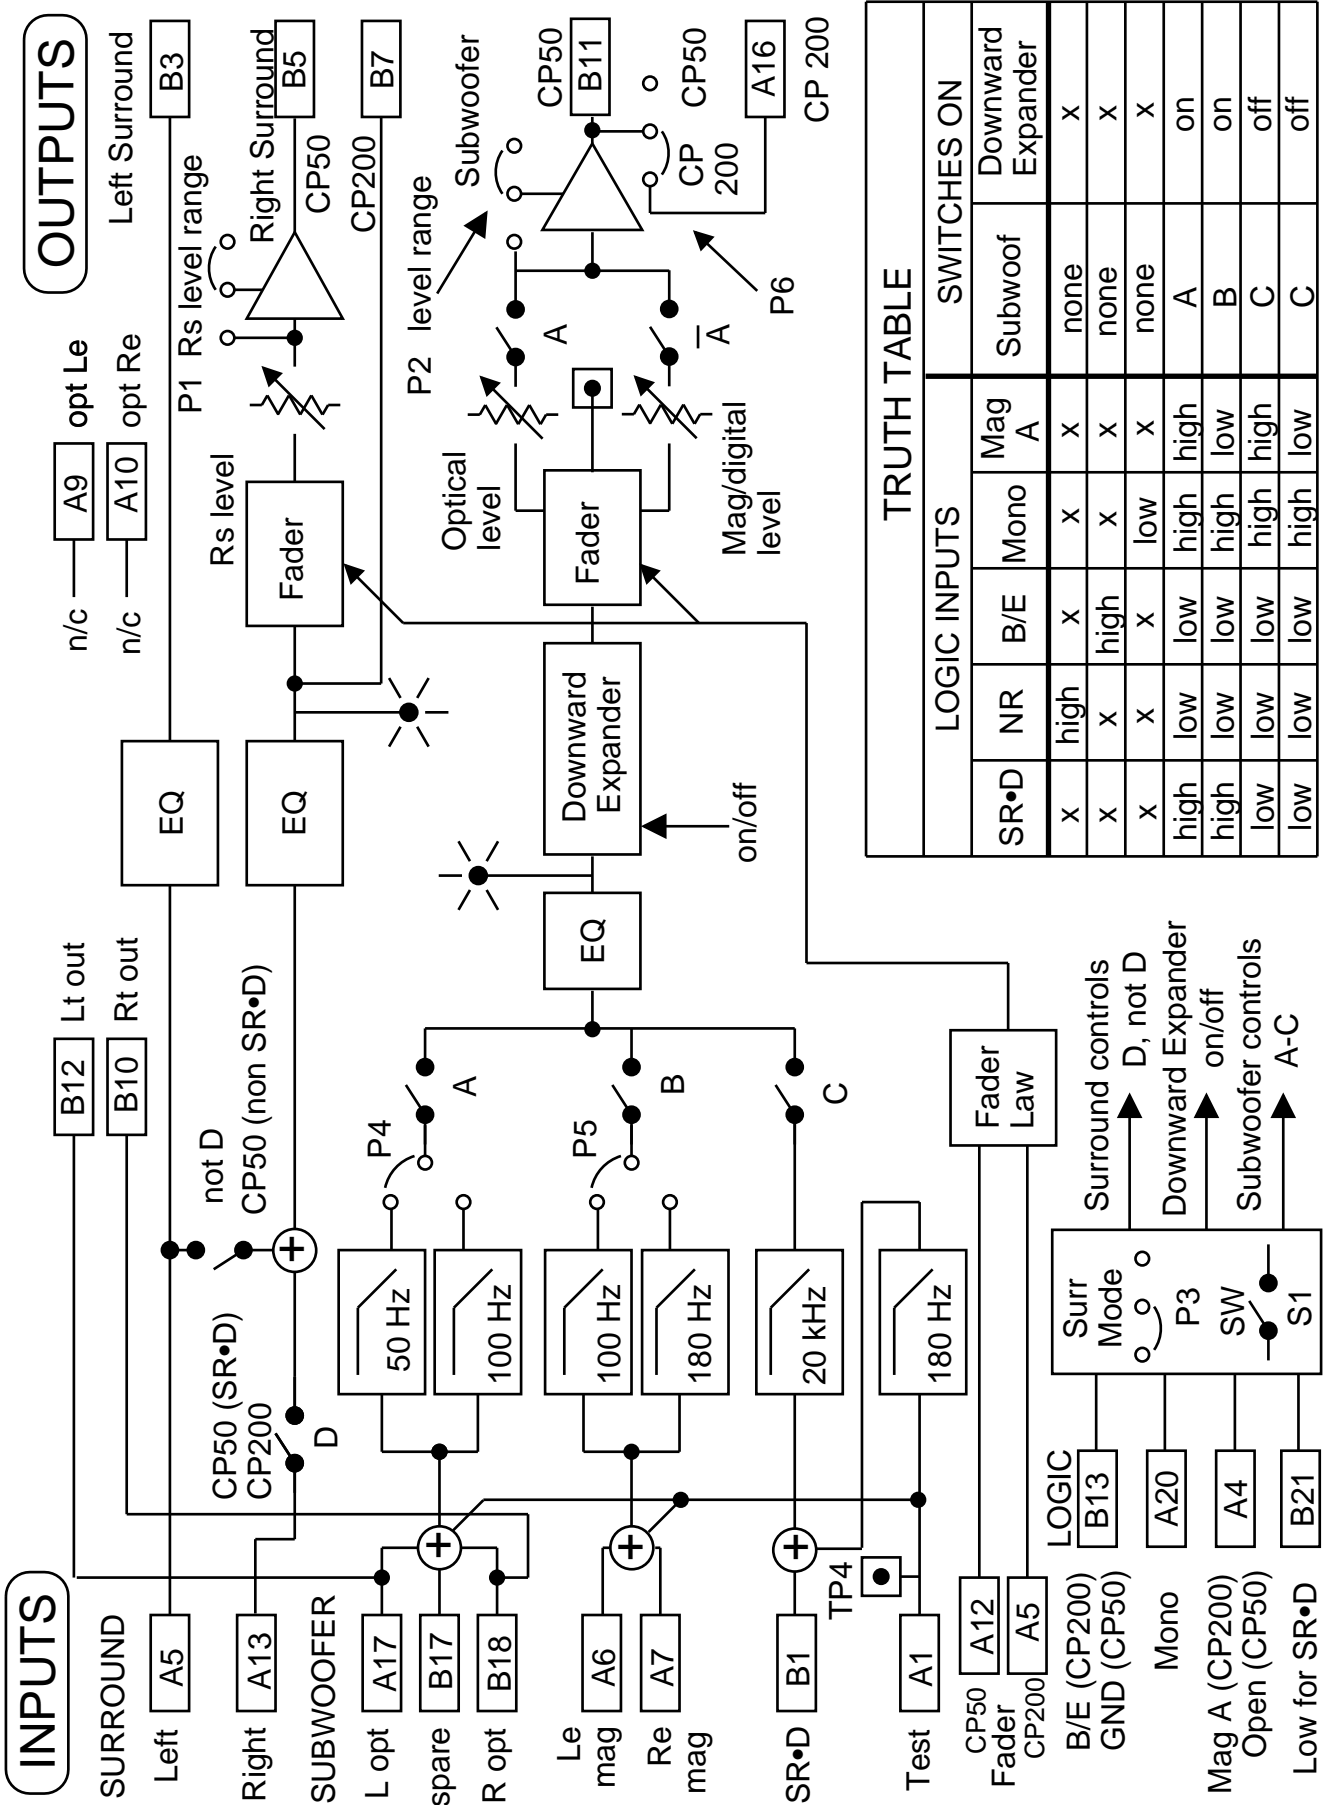 INPUTS
SURROUND
Left
A5
Right
A13
SUBWOOFER
L opt
A17
spare
B17
R opt
B18
Le
mag
A6
Re
mag
A7
SR•D
B1
Test
A1
TP4
CP50
Fader
CP200
A12
A5
LOGIC
B/E (CP200)
GND (CP50)
B13
Mono
A20
Mag A (CP200)
Open (CP50)
A4
Low for SR•D
B21
Surr
Mode
P3
SW
S1
Surround controls
D, not D
Downward Expander
on/off
Subwoofer controls
A-C
B12
Lt out
B10
Rt out
CP50 (SR•D)
CP200
D
not D
CP50 (non SR•D)
+
+
+
+
50 Hz
100 Hz
100 Hz
180 Hz
20 kHz
180 Hz
P4
A
P5
B
C
Fader
Law
EQ
EQ
EQ
Downward
Expander
on/off
Fader
Rs level
Fader
Optical
level
Mag/digital
level
A
A
P1 Rs level range
P2 level range
P6
n/c
A9
opt Le
n/c
A10
opt Re
OUTPUTS
Left Surround
B3
Right Surround
B5
CP50
CP200
B7
Subwoofer
CP50
B11
CP
200
CP50
A16
CP 200
TRUTH TABLE
LOGIC INPUTS SWITCHES ON
SR•D NR B/E Mono Mag A Subwoof Downward Expander
x high x x x none x
x x high x x none x
x x x low x none x
high low low high high A on
high low low high low B on
low low low high high C off
low low low high low C off